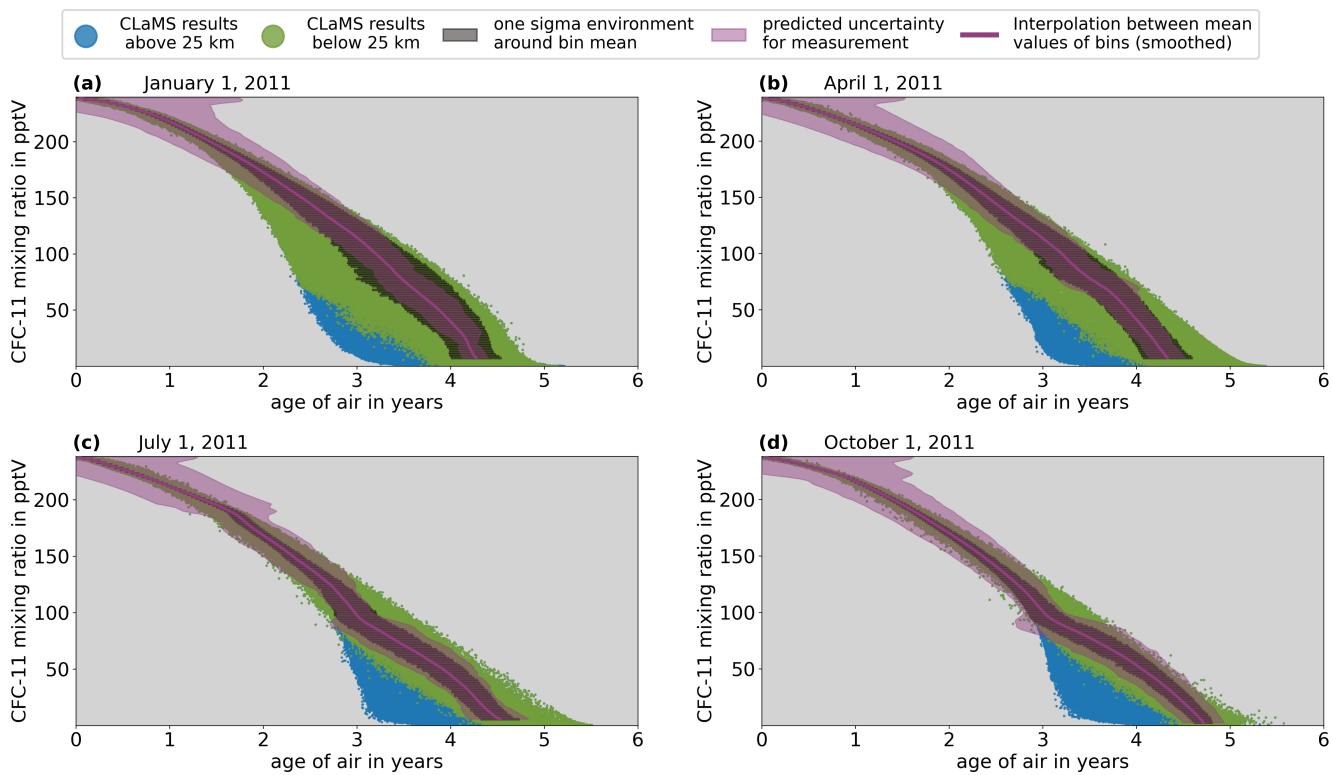 CLaMS results above 25 km
CLaMS results below 25 km
one sigma environment around bin mean
predicted uncertainty for measurement
Interpolation between mean values of bins (smoothed)
(a) January 1, 2011
CFC-11 mixing ratio in pptV
200
150
100
50
0 1 2 3 4 5 6
age of air in years
(b) April 1, 2011
CFC-11 mixing ratio in pptV
200
150
100
50
0 1 2 3 4 5 6
age of air in years
(c) July 1, 2011
CFC-11 mixing ratio in pptV
200
150
100
50
0 1 2 3 4 5 6
age of air in years
(d) October 1, 2011
CFC-11 mixing ratio in pptV
200
150
100
50
0 1 2 3 4 5 6
age of air in years